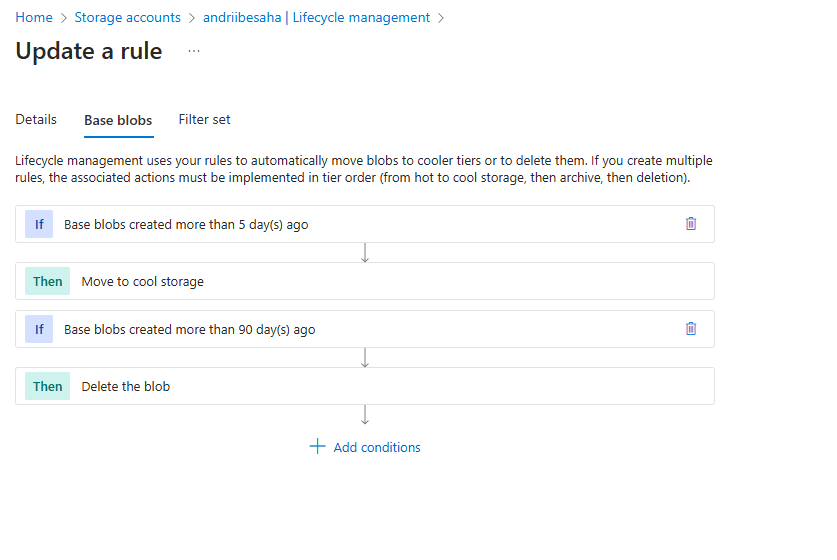 Home > Storage accounts > andriibesaha | Lifecycle management >
Update a rule ...
Details Base blobs Filter set
Lifecycle management uses your rules to automatically move blobs to cooler tiers or to delete them. If you create multiple
rules, the associated actions must be implemented in tier order (from hot to cool storage, then archive, then deletion).
If Base blobs created more than 5 day(s) ago
Then Move to cool storage
If Base blobs created more than 90 day(s) ago
Then Delete the blob
+ Add conditions